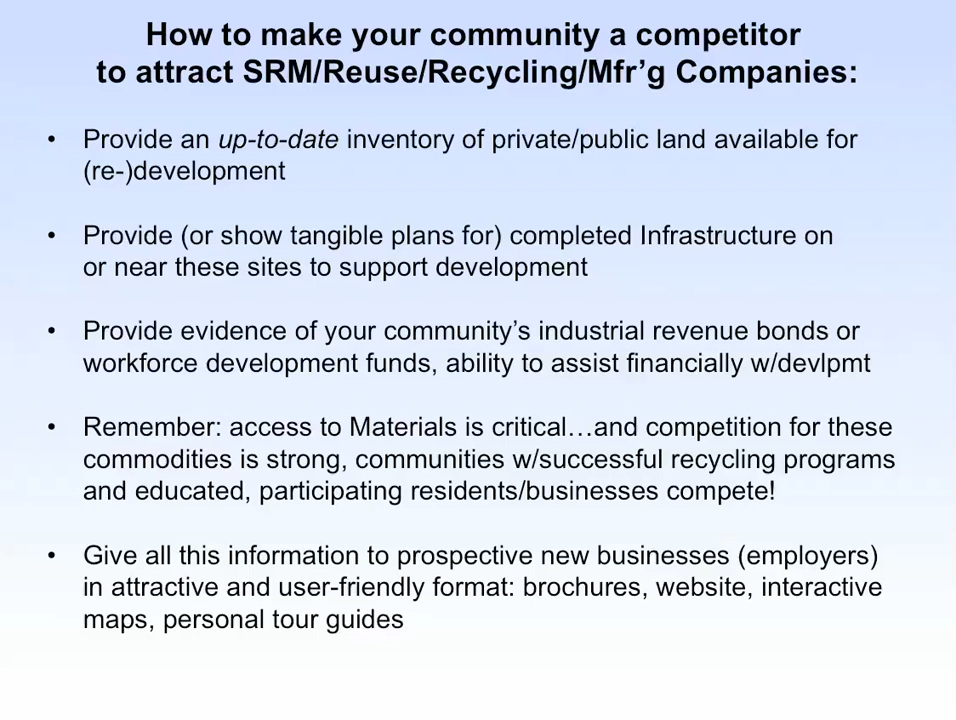 How to make your community a competitor
to attract SRM/Reuse/Recycling/Mfr’g Companies:
• Provide an up-to-date inventory of private/public land available for
(re-)development
• Provide (or show tangible plans for) completed Infrastructure on
or near these sites to support development
• Provide evidence of your community’s industrial revenue bonds or
workforce development funds, ability to assist financially w/devlpmt
• Remember: access to Materials is critical…and competition for these
commodities is strong, communities w/successful recycling programs
and educated, participating residents/businesses compete!
• Give all this information to prospective new businesses (employers)
in attractive and user-friendly format: brochures, website, interactive
maps, personal tour guides